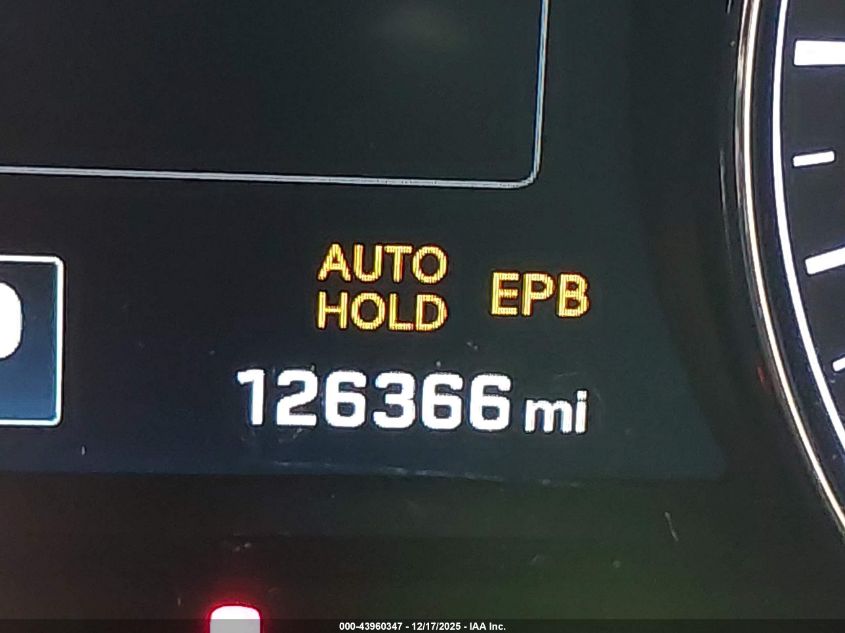 AUTO
HOLD
EPB
126366 mi
000-43960347 - 12/17/2025 - IAA Inc.